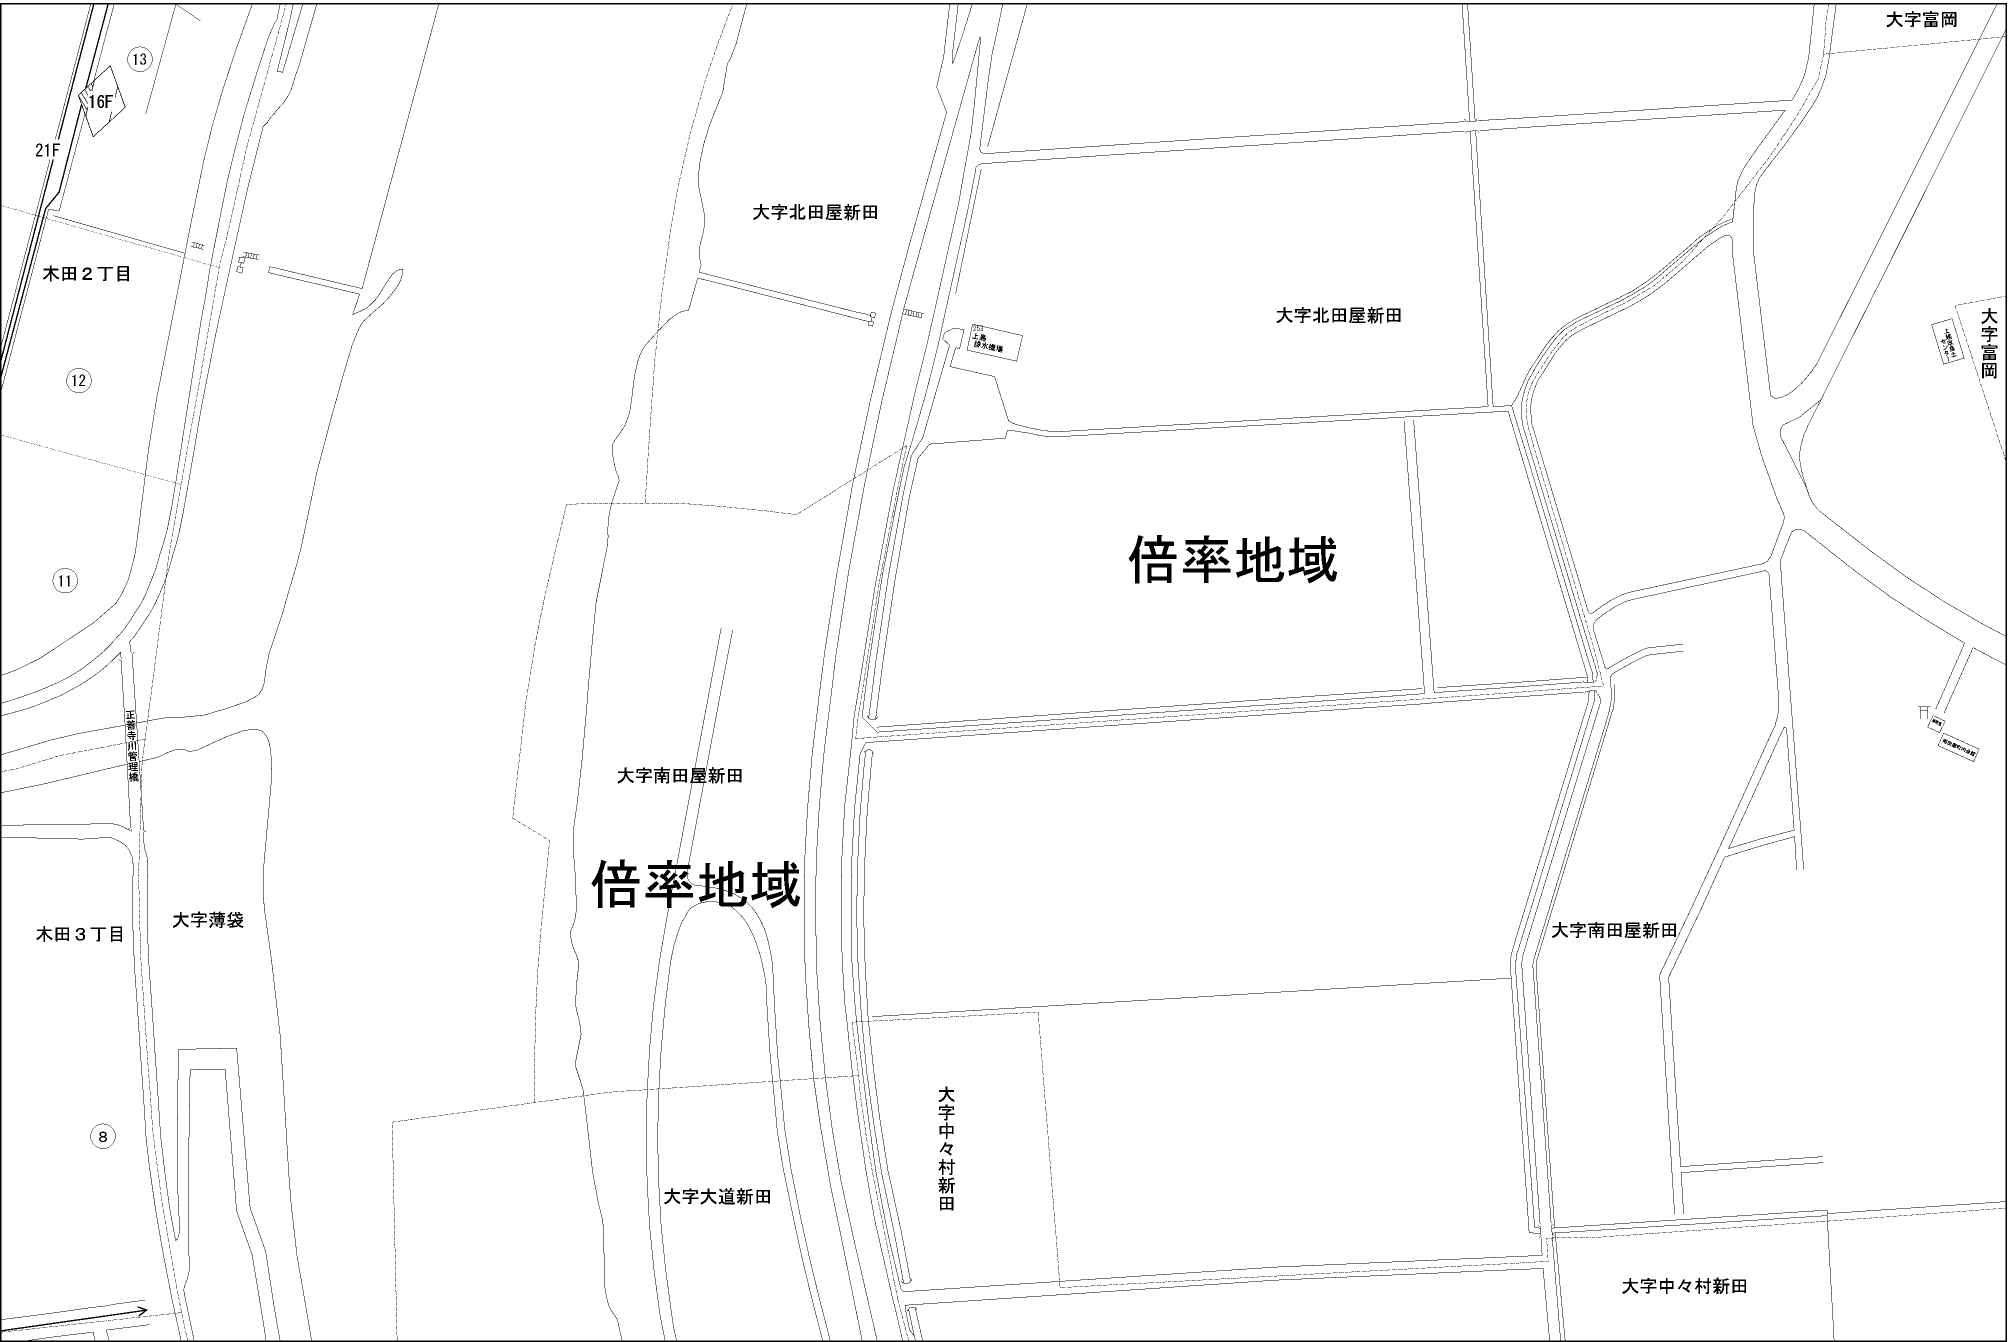 大字富岡
13
16F
21F
大字北田屋新田
木田２丁目
大字北田屋新田
大字富岡
253
上島
排水機場
12
倍率地域
11
正善寺川管理橋
大字南田屋新田
倍率地域
大字薄袋
木田３丁目
大字南田屋新田
8
大字中々村新田
大字大道新田
大字中々村新田